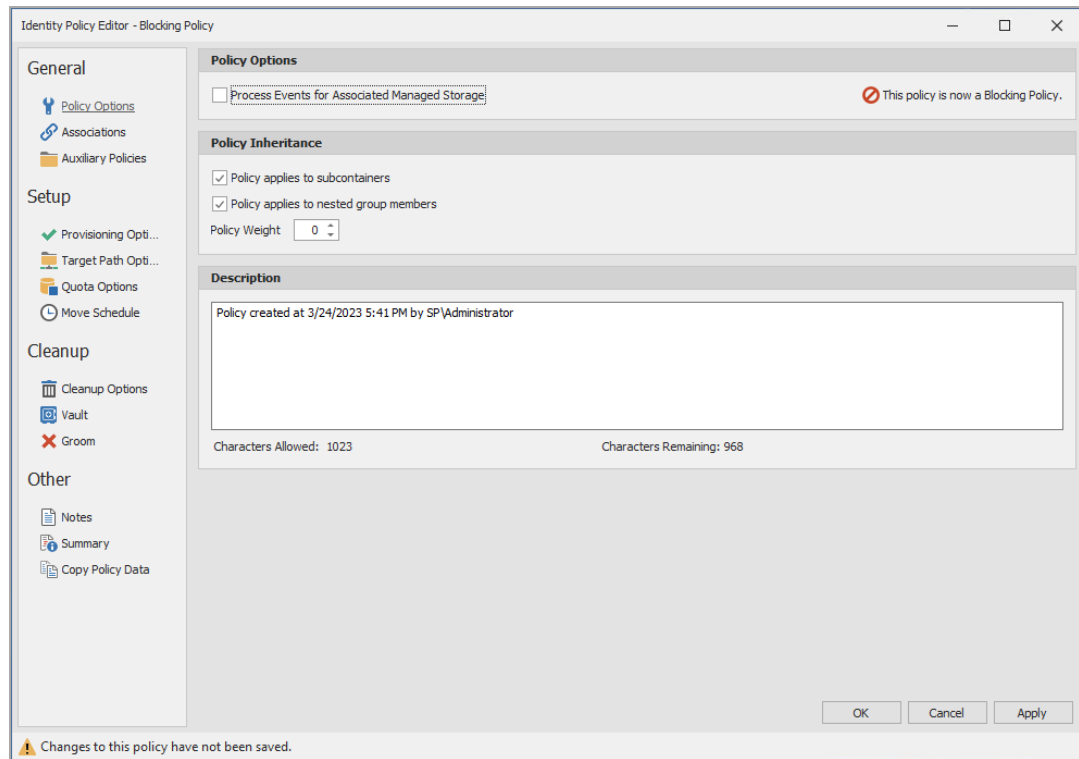 Identity Policy Editor - Blocking Policy
General
Policy Options
Associations
Auxiliary Policies
Setup
Provisioning Opti...
Target Path Opti...
Quota Options
Move Schedule
Cleanup
Cleanup Options
Vault
Groom
Other
Notes
Summary
Copy Policy Data
Policy Options
Process Events for Associated Managed Storage
This policy is now a Blocking Policy.
Policy Inheritance
Policy applies to subcontainers
Policy applies to nested group members
Policy Weight 0
Description
Policy created at 3/24/2023 5:41 PM by SP\Administrator
Characters Allowed: 1023 Characters Remaining: 968
OK Cancel Apply
Changes to this policy have not been saved.